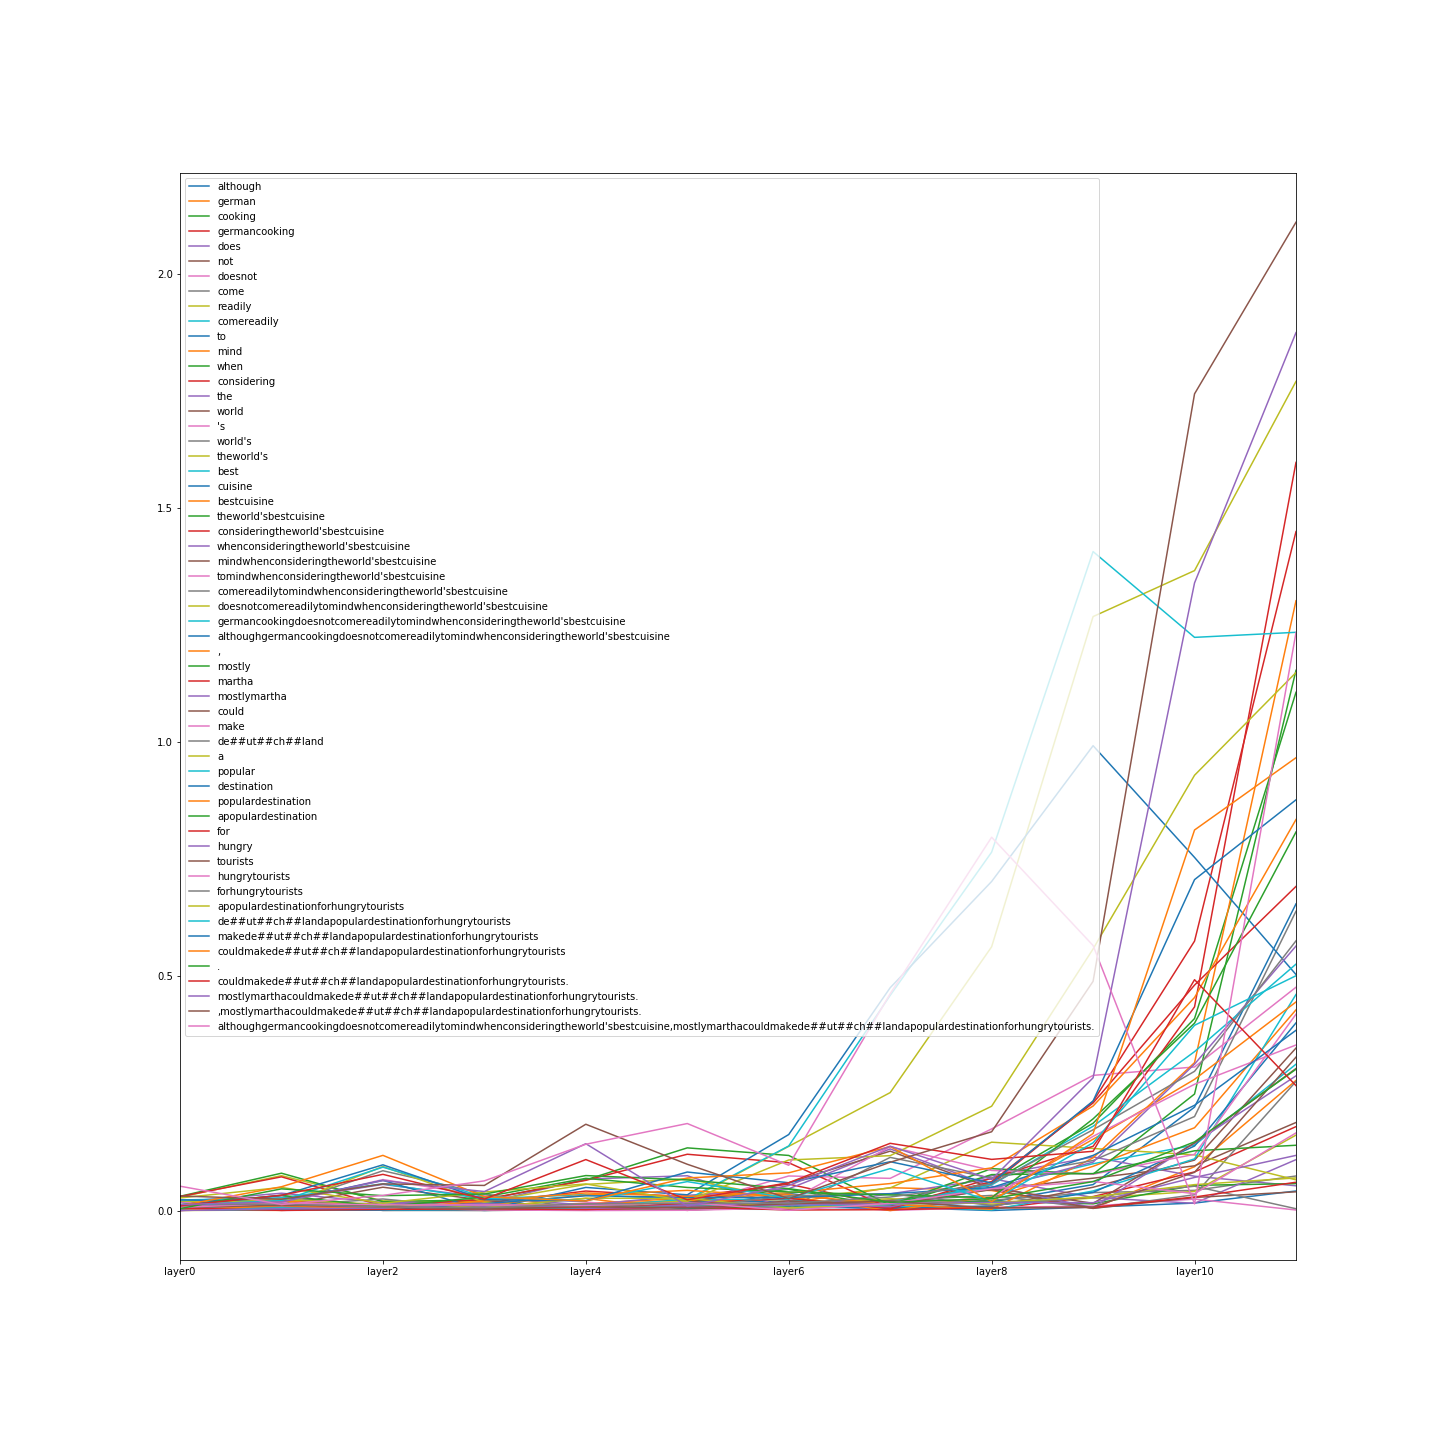 although
german
cooking
germancooking
does
not
doesnot
come
readily
comereadily
to
mind
when
considering
the
world
's
world's
theworld's
best
cuisine
bestcuisine
theworld'sbestcuisine
consideringtheworld'sbestcuisine
whenconsideringtheworld'sbestcuisine
mindwhenconsideringtheworld'sbestcuisine
tomindwhenconsideringtheworld'sbestcuisine
comereadilytomindwhenconsideringtheworld'sbestcuisine
doesnotcomereadilytomindwhenconsideringtheworld'sbestcuisine
germancookingdoesnotcomereadilytomindwhenconsideringtheworld'sbestcuisine
althoughgermancookingdoesnotcomereadilytomindwhenconsideringtheworld'sbestcuisine
,
mostly
martha
mostlymartha
could
make
de##ut##ch##land
a
popular
destination
populardestination
apopulardestination
for
hungry
tourists
hungrytourists
forhungrytourists
apopulardestinationforhungrytourists
de##ut##ch##landapopulardestinationforhungrytourists
makede##ut##ch##landapopulardestinationforhungrytourists
couldmakede##ut##ch##landapopulardestinationforhungrytourists
.
couldmakede##ut##ch##landapopulardestinationforhungrytourists.
mostlymarthacouldmakede##ut##ch##landapopulardestinationforhungrytourists.
,mostlymarthacouldmakede##ut##ch##landapopulardestinationforhungrytourists.
althoughgermancookingdoesnotcomereadilytomindwhenconsideringtheworld'sbestcuisine,mostlymarthacouldmakede##ut##ch##landapopulardestinationforhungrytourists.
2.0
1.5
1.0
0.5
0.0
layer0 layer2 layer4 layer6 layer8 layer10